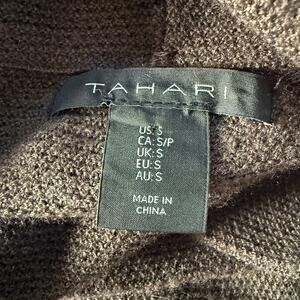 TAHARI
US: S
CA: S/P
UK: S
EU: S
AU: S
MADE IN
CHINA